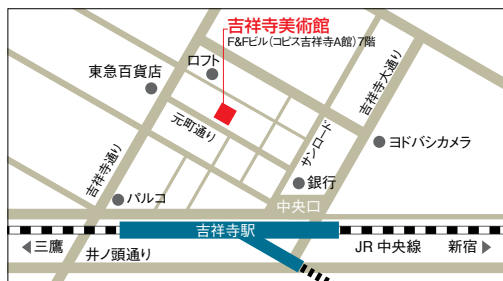 吉祥寺美術館
F&Fビル(コピス吉祥寺A館)7階
ロフト
東急百貨店
吉祥寺大通り
元町通り
サンロード
ヨドバシカメラ
吉祥寺通り
銀行
パルコ
中央口
吉祥寺駅
三鷹
井ノ頭通り
JR 中央線
新宿